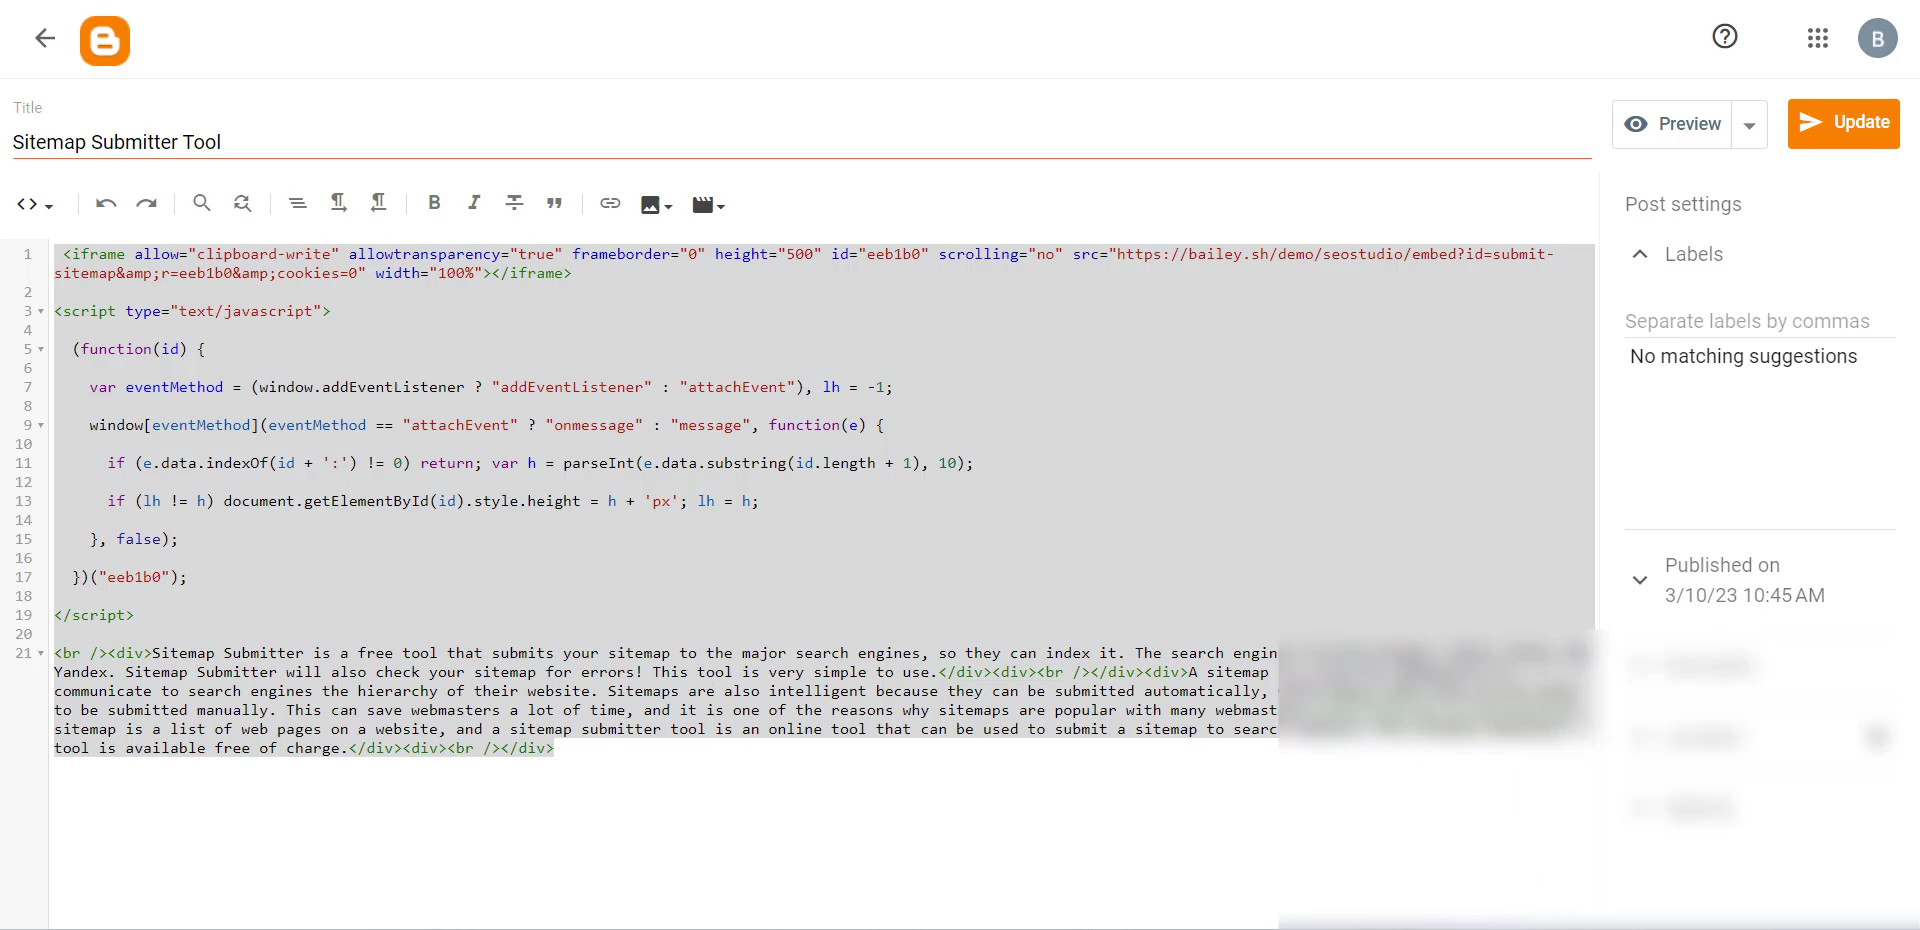 B
Title
Sitemap Submitter Tool
Preview
Update
Post settings
Labels
Separate labels by commas
No matching suggestions
Published on
3/10/23 10:45 AM
1 <iframe allow="clipboard-write" allowtransparency="true" frameborder="0" height="500" id="eeb1b0" scrolling="no" src="https://bailey.sh/demo/seostudio/embed?id=submit-
sitemap&amp;r=eeb1b0&amp;cookies=0" width="100%"></iframe>
2
3 <script type="text/javascript">
4
5 (function(id) {
6
7 var eventMethod = (window.addEventListener ? "addEventListener" : "attachEvent"), lh = -1;
8
9 window[eventMethod](eventMethod == "attachEvent" ? "onmessage" : "message", function(e) {
10
11 if (e.data.indexOf(id + ':') != 0) return; var h = parseInt(e.data.substring(id.length + 1), 10);
12
13 if (lh != h) document.getElementById(id).style.height = h + 'px'; lh = h;
14
15 }, false);
16
17 })("eeb1b0");
18
19 </script>
20
21 <br /><div>Sitemap Submitter is a free tool that submits your sitemap to the major search engines, so they can index it. The search engin
Yandex. Sitemap Submitter will also check your sitemap for errors! This tool is very simple to use.</div><div><br /></div><div>A sitemap
communicate to search engines the hierarchy of their website. Sitemaps are also intelligent because they can be submitted automatically,
to be submitted manually. This can save webmasters a lot of time, and it is one of the reasons why sitemaps are popular with many webmast
sitemap is a list of web pages on a website, and a sitemap submitter tool is an online tool that can be used to submit a sitemap to searc
tool is available free of charge.</div><div><br /></div>